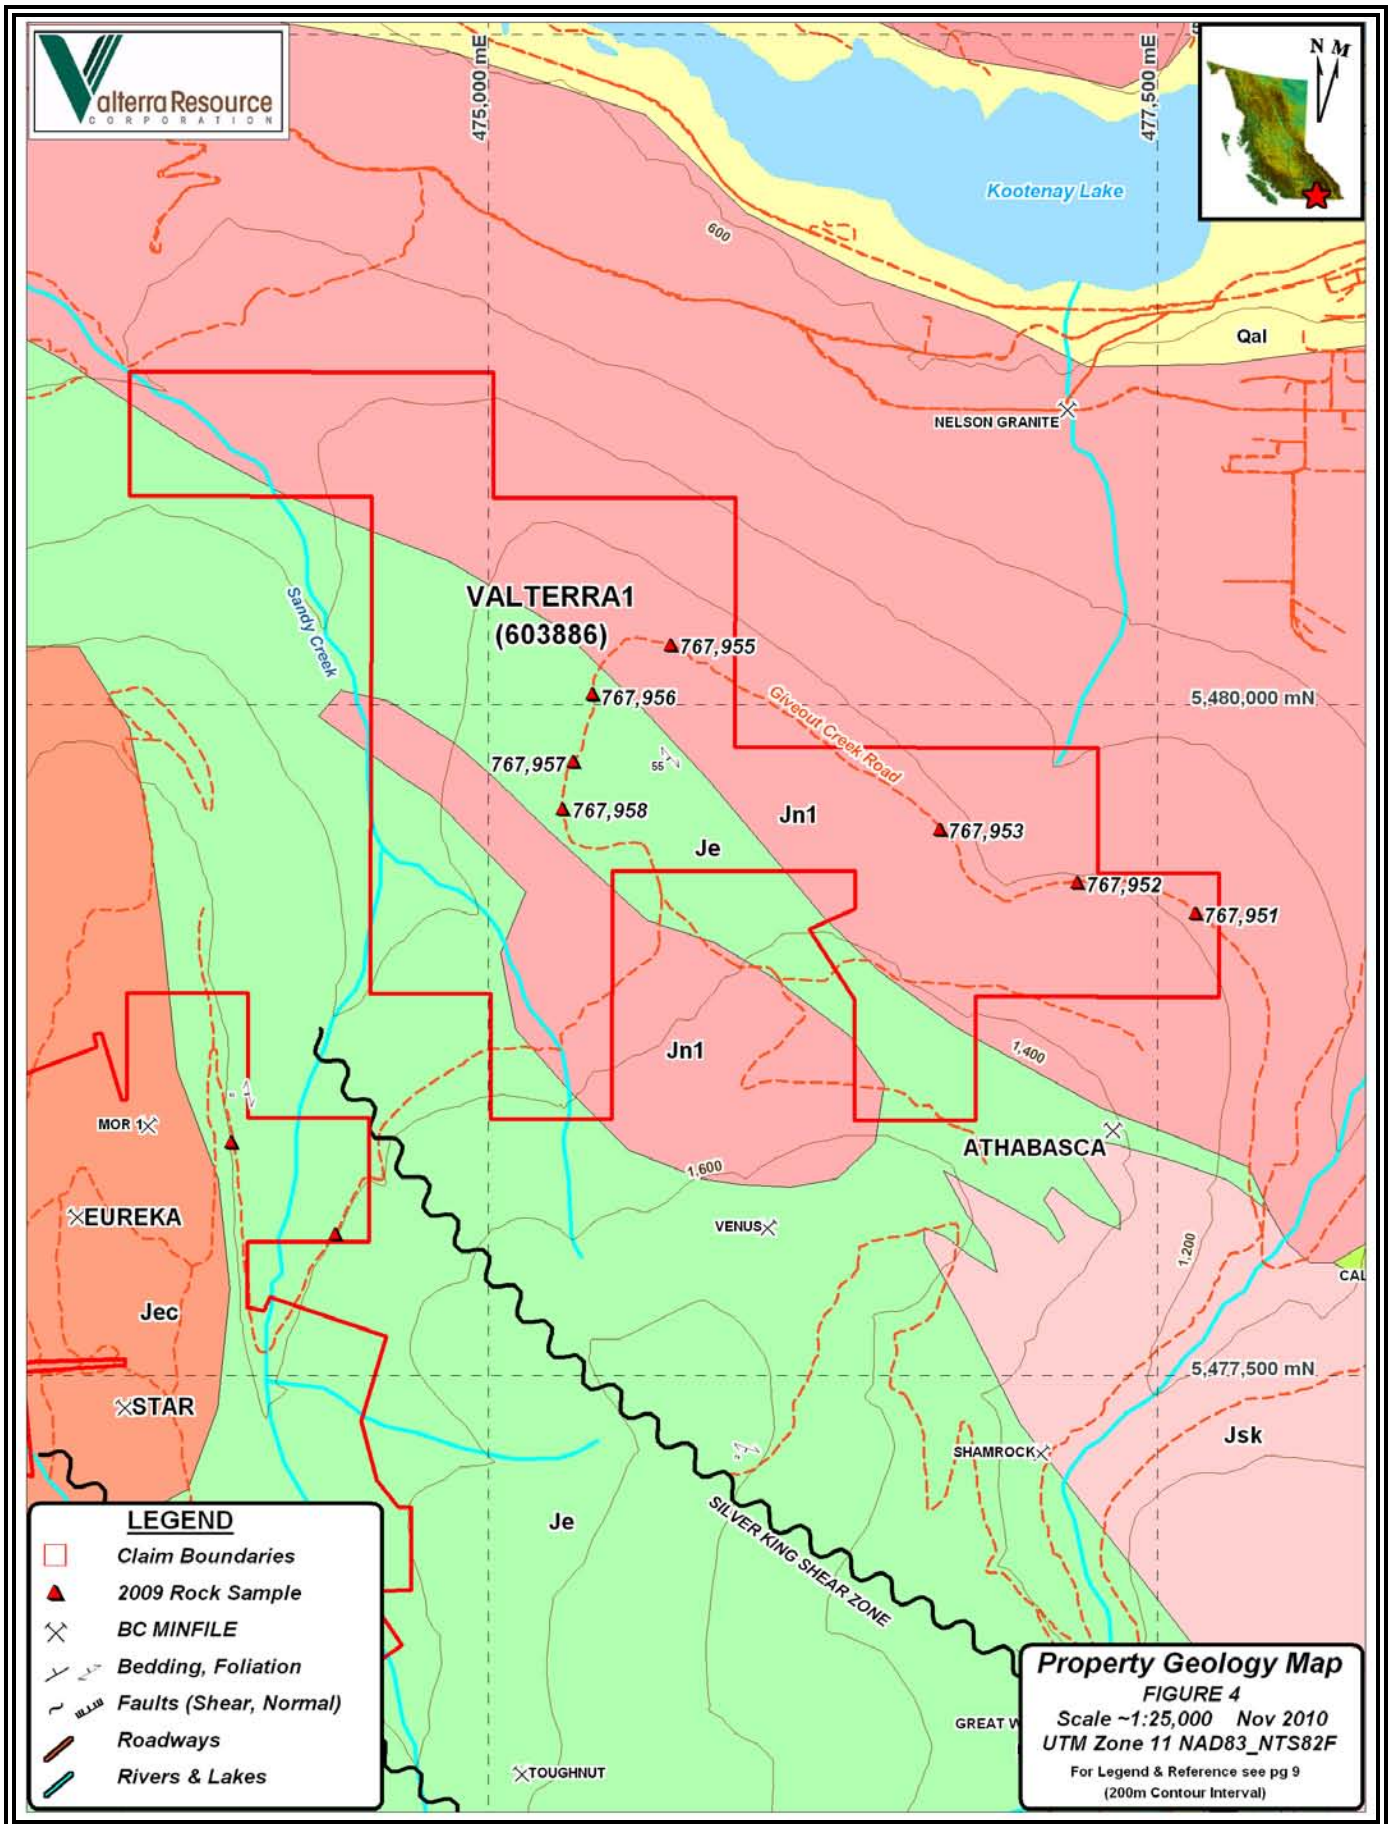 Valterra Resource
CORPORATION
475,000 mE
477,500 mE
N M
Kootenay Lake
600
Qal
NELSON GRANITE
Sandy Creek
VALTERRA1
(603886)
767,955
767,956
5,480,000 mN
Giveout Creek Road
767,957
55
767,958
Jn1
767,953
Je
767,952
767,951
Jn1
1,400
MOR 1
ATHABASCA
1,600
EUREKA
VENUS
1,200
CAL
Jec
5,477,500 mN
STAR
Jsk
SHAMROCK
SILVER KING SHEAR ZONE
Je
GREAT W
TOUGHNUT
LEGEND
Claim Boundaries
2009 Rock Sample
BC MINFILE
Bedding, Foliation
Faults (Shear, Normal)
Roadways
Rivers & Lakes
Property Geology Map
FIGURE 4
Scale ~1:25,000 Nov 2010
UTM Zone 11 NAD83_NTS82F
For Legend & Reference see pg 9
(200m Contour Interval)